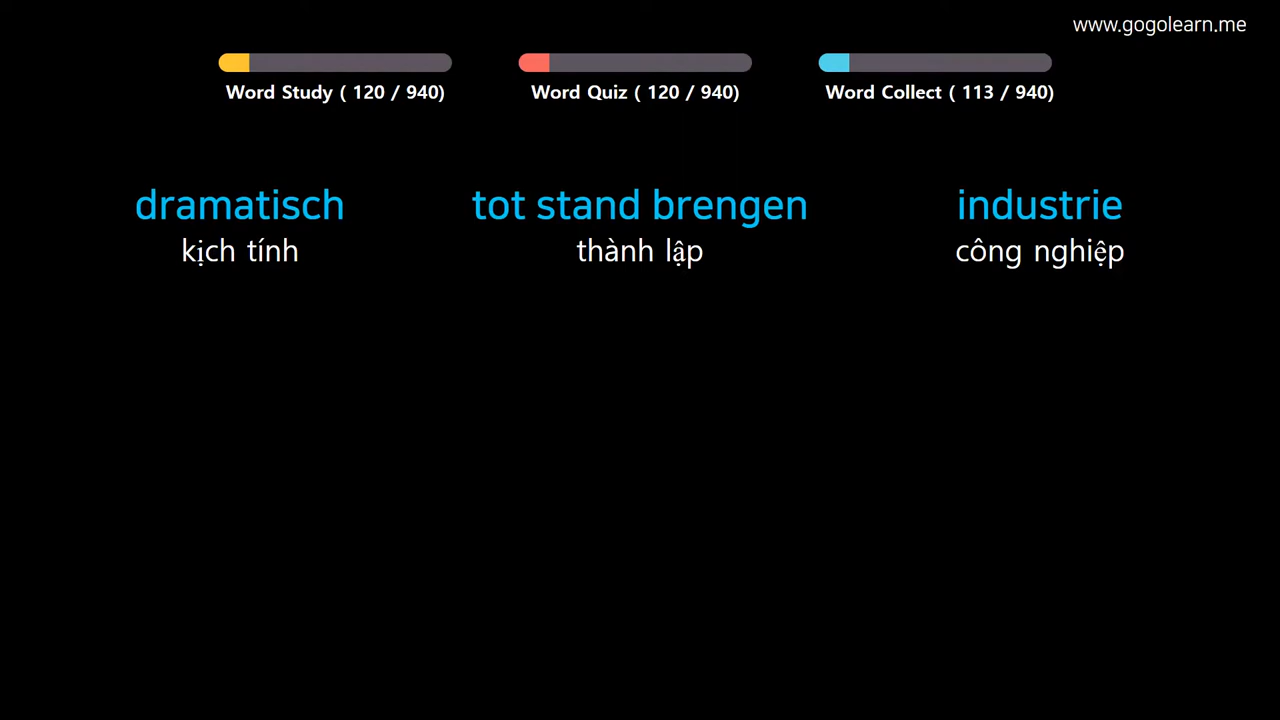 www.gogolearn.me
Word Study ( 120 / 940)
Word Quiz ( 120 / 940)
Word Collect ( 113 / 940)
dramatisch
kịch tính
tot stand brengen
thành lập
industrie
công nghiệp